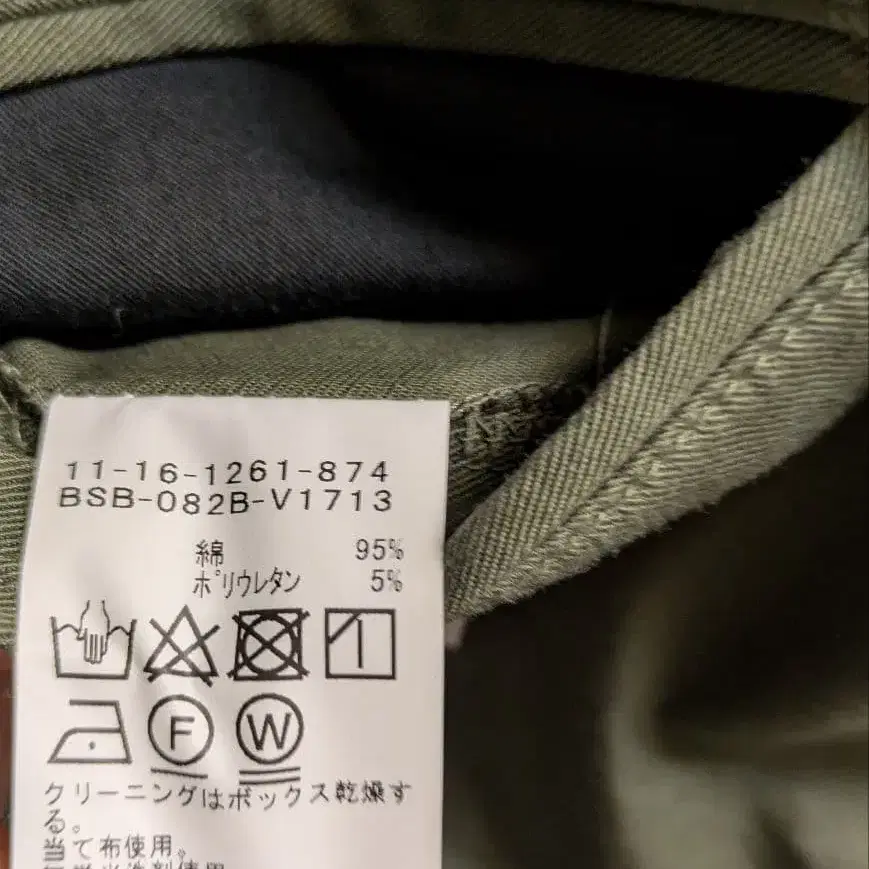 11-16-1261-874
BSB-082B-V1713
綿 95%
ポリウレタン 5%
F W
クリーニングはボックス乾燥す
る。
当て布使用。